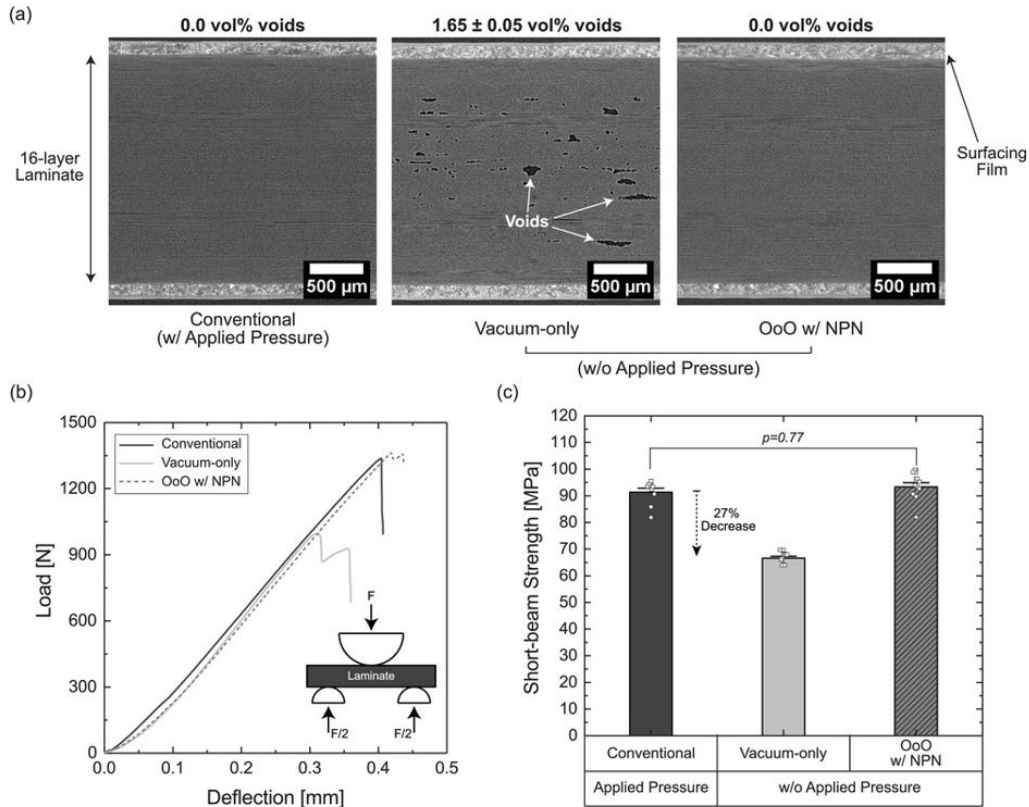 (a)
0.0 vol% voids
1.65 ± 0.05 vol% voids
0.0 vol% voids
16-layer
Laminate
Voids
Surfacing
Film
500 µm
500 µm
500 µm
Conventional
(w/ Applied Pressure)
Vacuum-only
OoO w/ NPN
(w/o Applied Pressure)
(b)
1500
1200
900
600
300
0
0.0
0.1
0.2
0.3
0.4
0.5
Load [N]
Deflection [mm]
Conventional
Vacuum-only
OoO w/ NPN
F
Laminate
F/2
F/2
(c)
120
110
100
90
80
70
60
50
40
30
20
10
0
Short-beam Strength [MPa]
p=0.77
27%
Decrease
Conventional
Vacuum-only
OoO
w/ NPN
Applied Pressure
w/o Applied Pressure